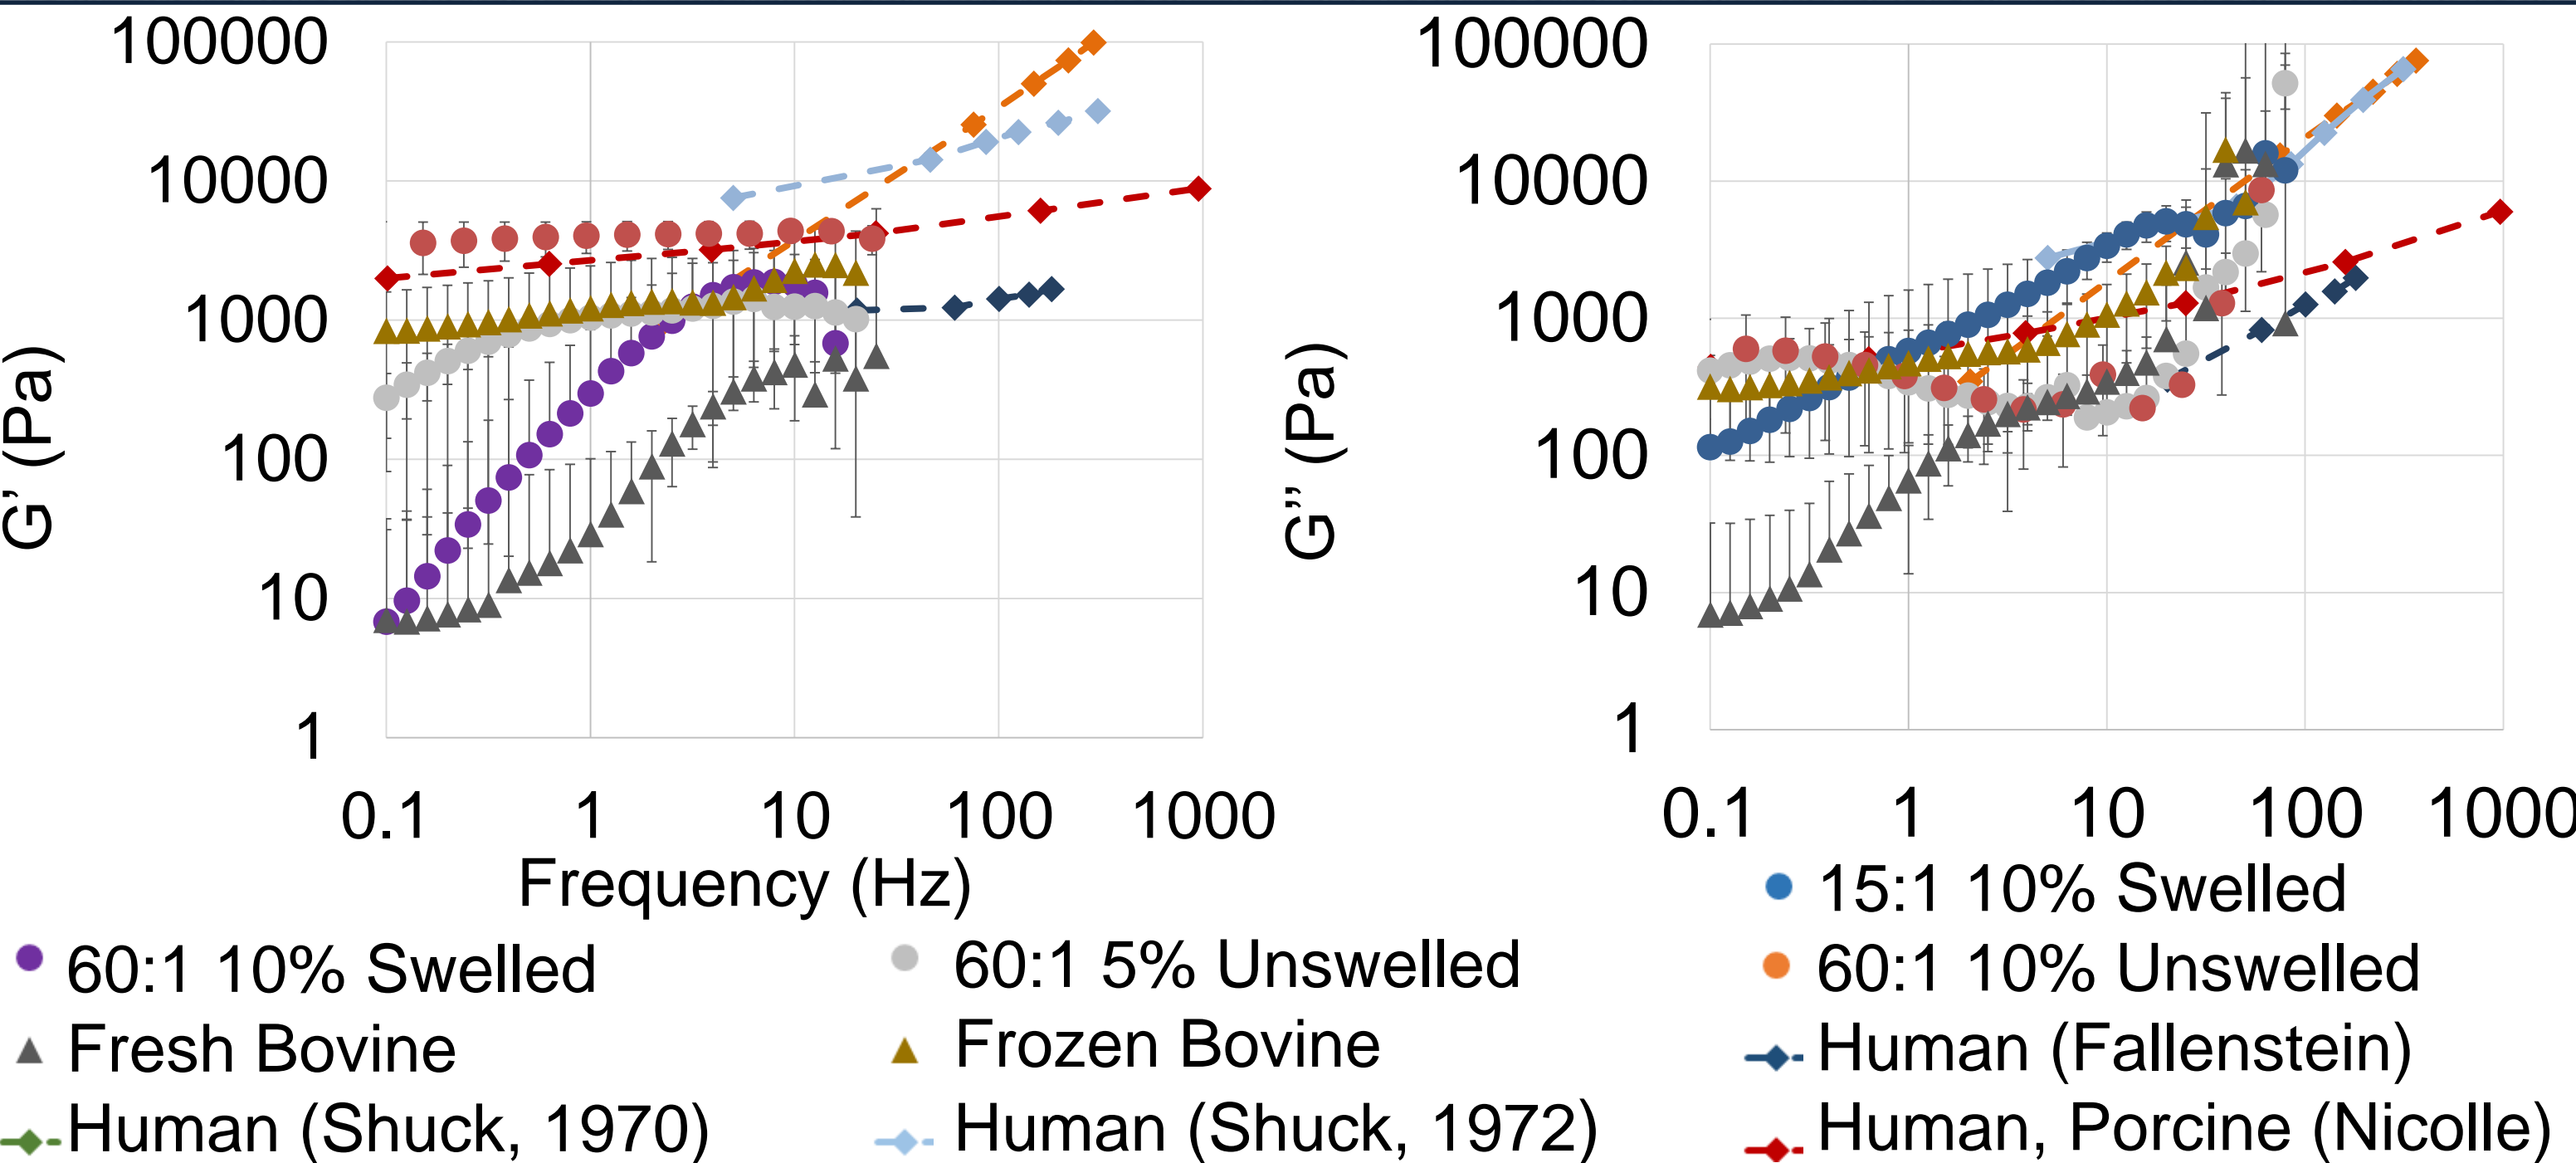 100000
10000
1000
100
10
1
G’ (Pa)
0.1 1 10 100 1000
Frequency (Hz)
100000
10000
1000
100
10
1
G’’ (Pa)
0.1 1 10 100 1000
15:1 10% Swelled
60:1 10% Swelled 60:1 5% Unswelled 60:1 10% Unswelled
Fresh Bovine Frozen Bovine Human (Fallenstein)
Human (Shuck, 1970) Human (Shuck, 1972) Human, Porcine (Nicolle)